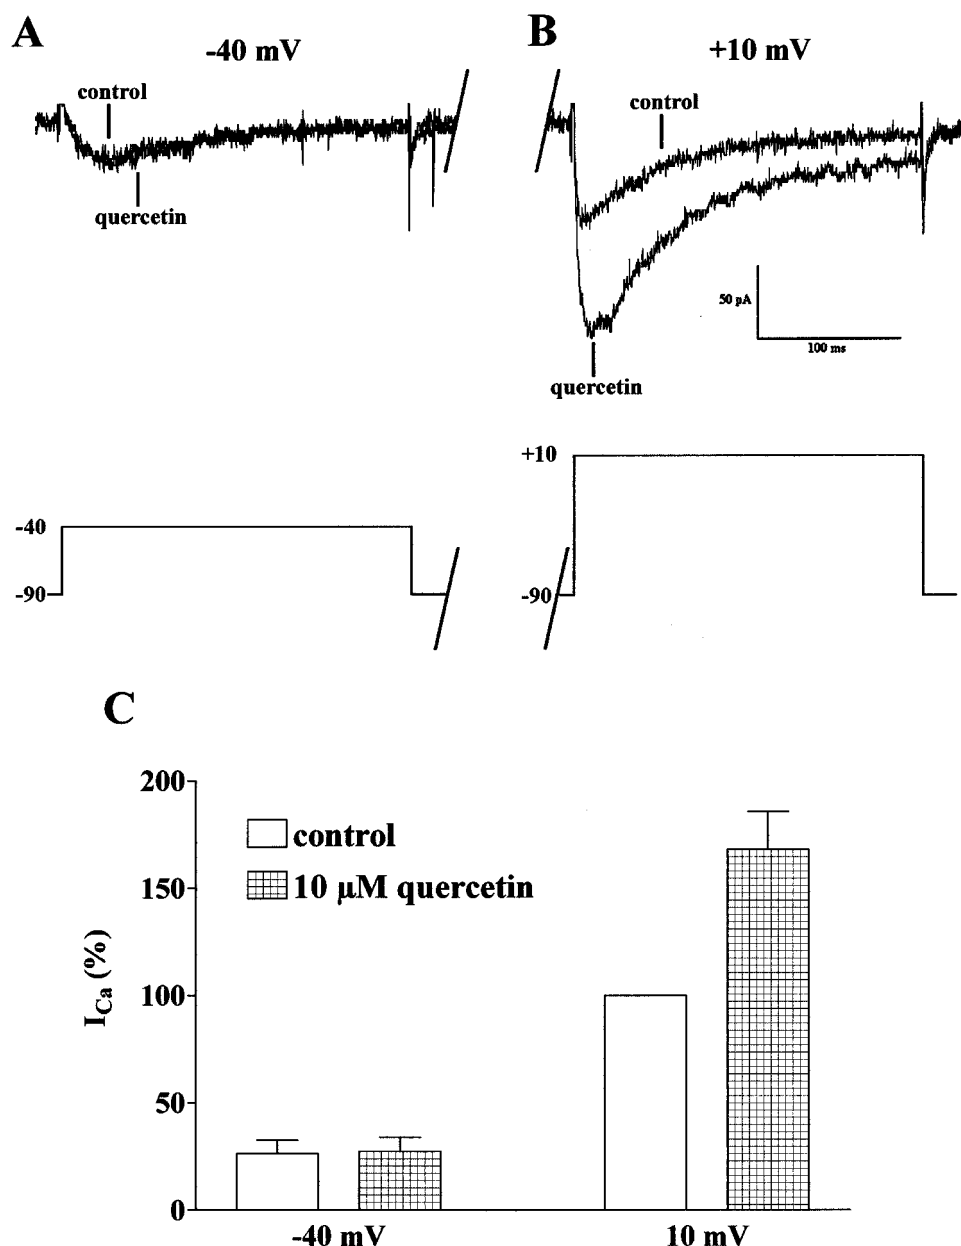 A
-40 mV
control
quercetin
B
+10 mV
control
50 pA
100 ms
quercetin
-40
-90
+10
-90
C
200
150
100
50
0
I_Ca (%)
control
10 µM quercetin
-40 mV
10 mV